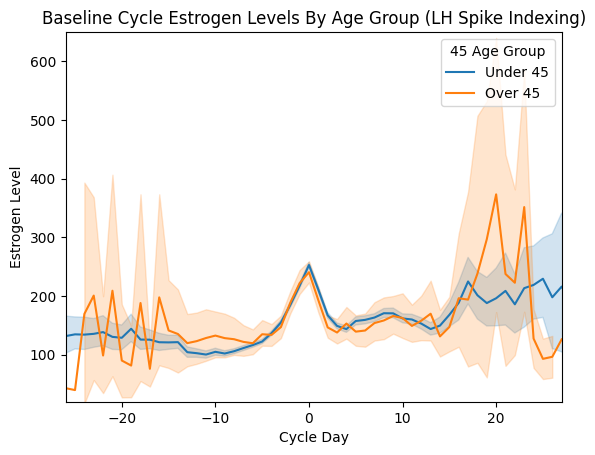 Baseline Cycle Estrogen Levels By Age Group (LH Spike Indexing)
45 Age Group
Under 45
Over 45
600
500
400
300
200
100
Estrogen Level
−20
−10
0
10
20
Cycle Day